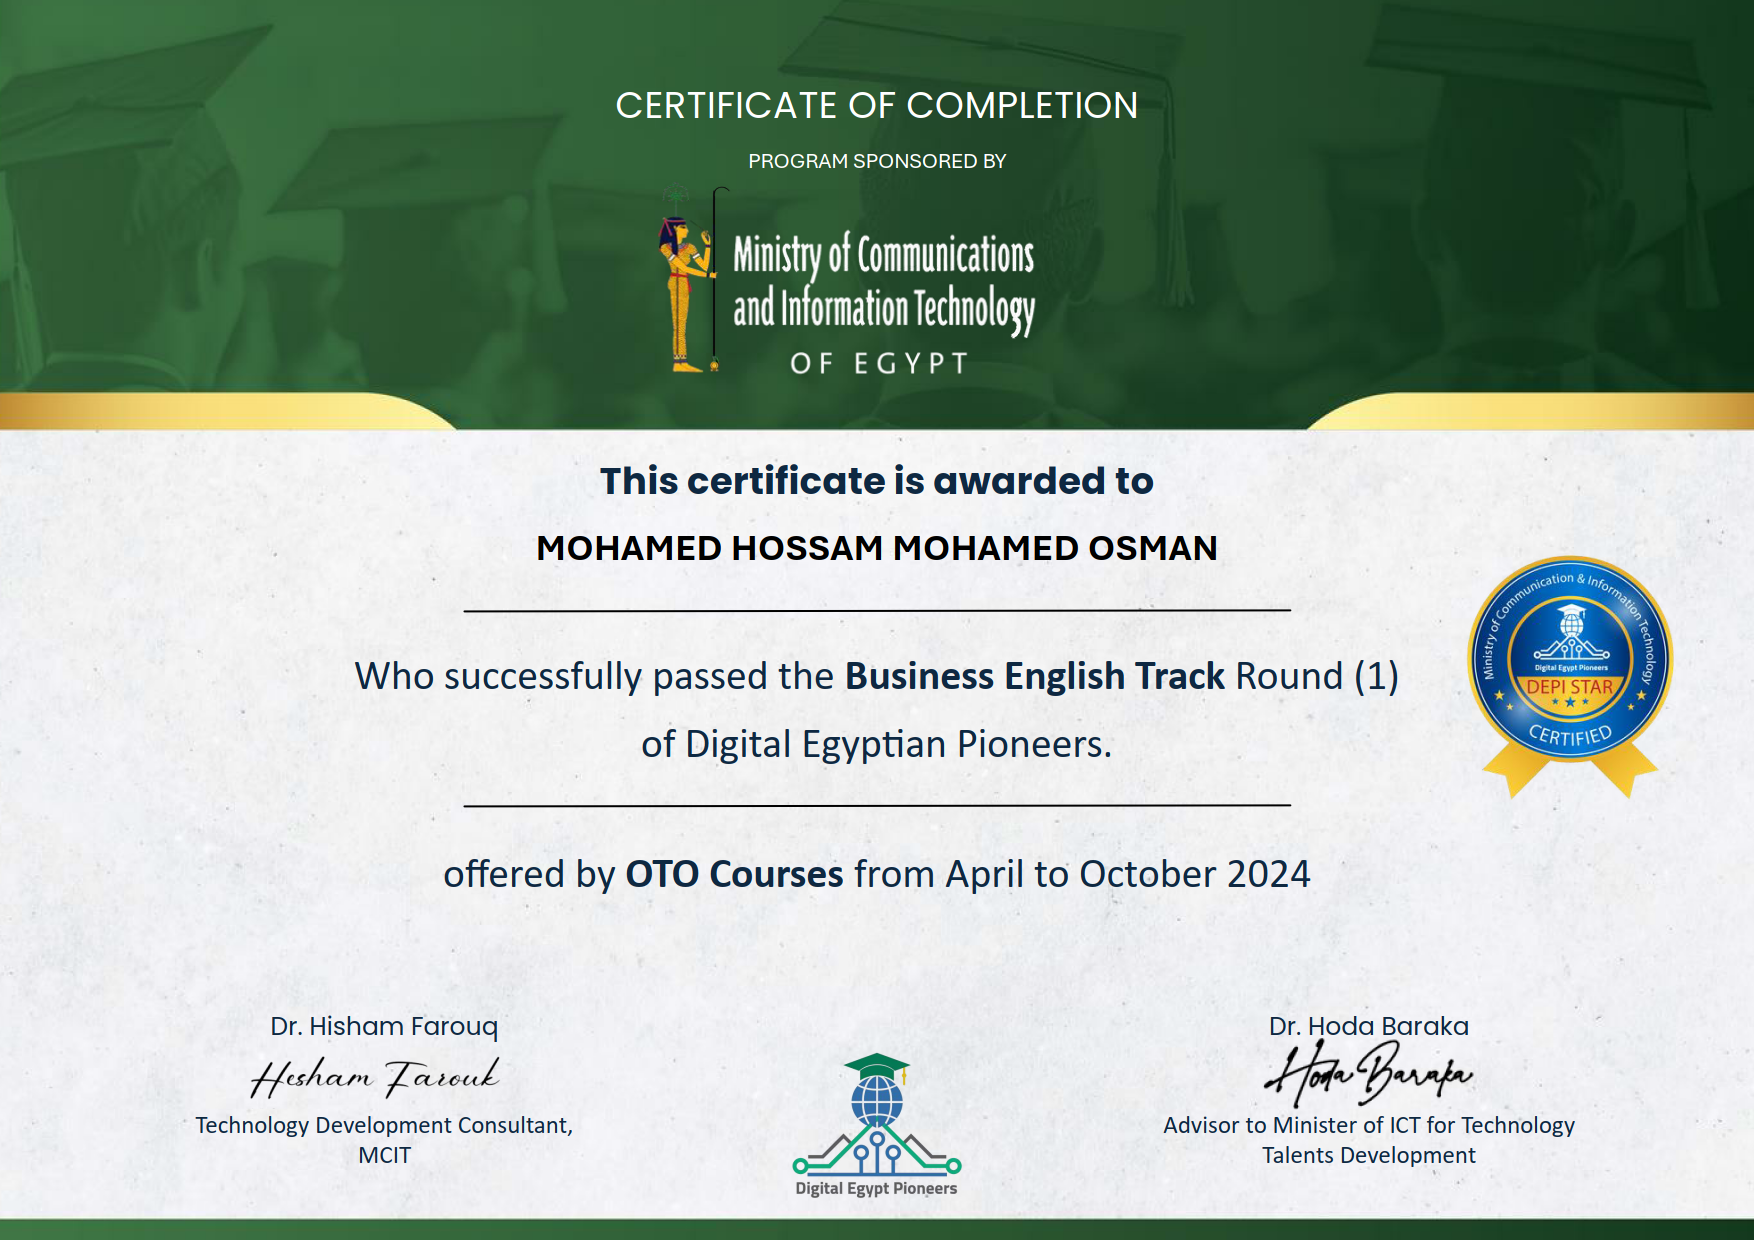 CERTIFICATE OF COMPLETION
PROGRAM SPONSORED BY
Ministry of Communications
and Information Technology
OF EGYPT
This certificate is awarded to
MOHAMED HOSSAM MOHAMED OSMAN
Who successfully passed the Business English Track Round (1)
of Digital Egyptian Pioneers.
offered by OTO Courses from April to October 2024
Ministry of Communication & Information Technology
Digital Egypt Pioneers
DEPI STAR
CERTIFIED
Dr. Hisham Farouq
Hesham Farouk
Technology Development Consultant,
MCIT
Digital Egypt Pioneers
Dr. Hoda Baraka
Hoda Baraka
Advisor to Minister of ICT for Technology
Talents Development